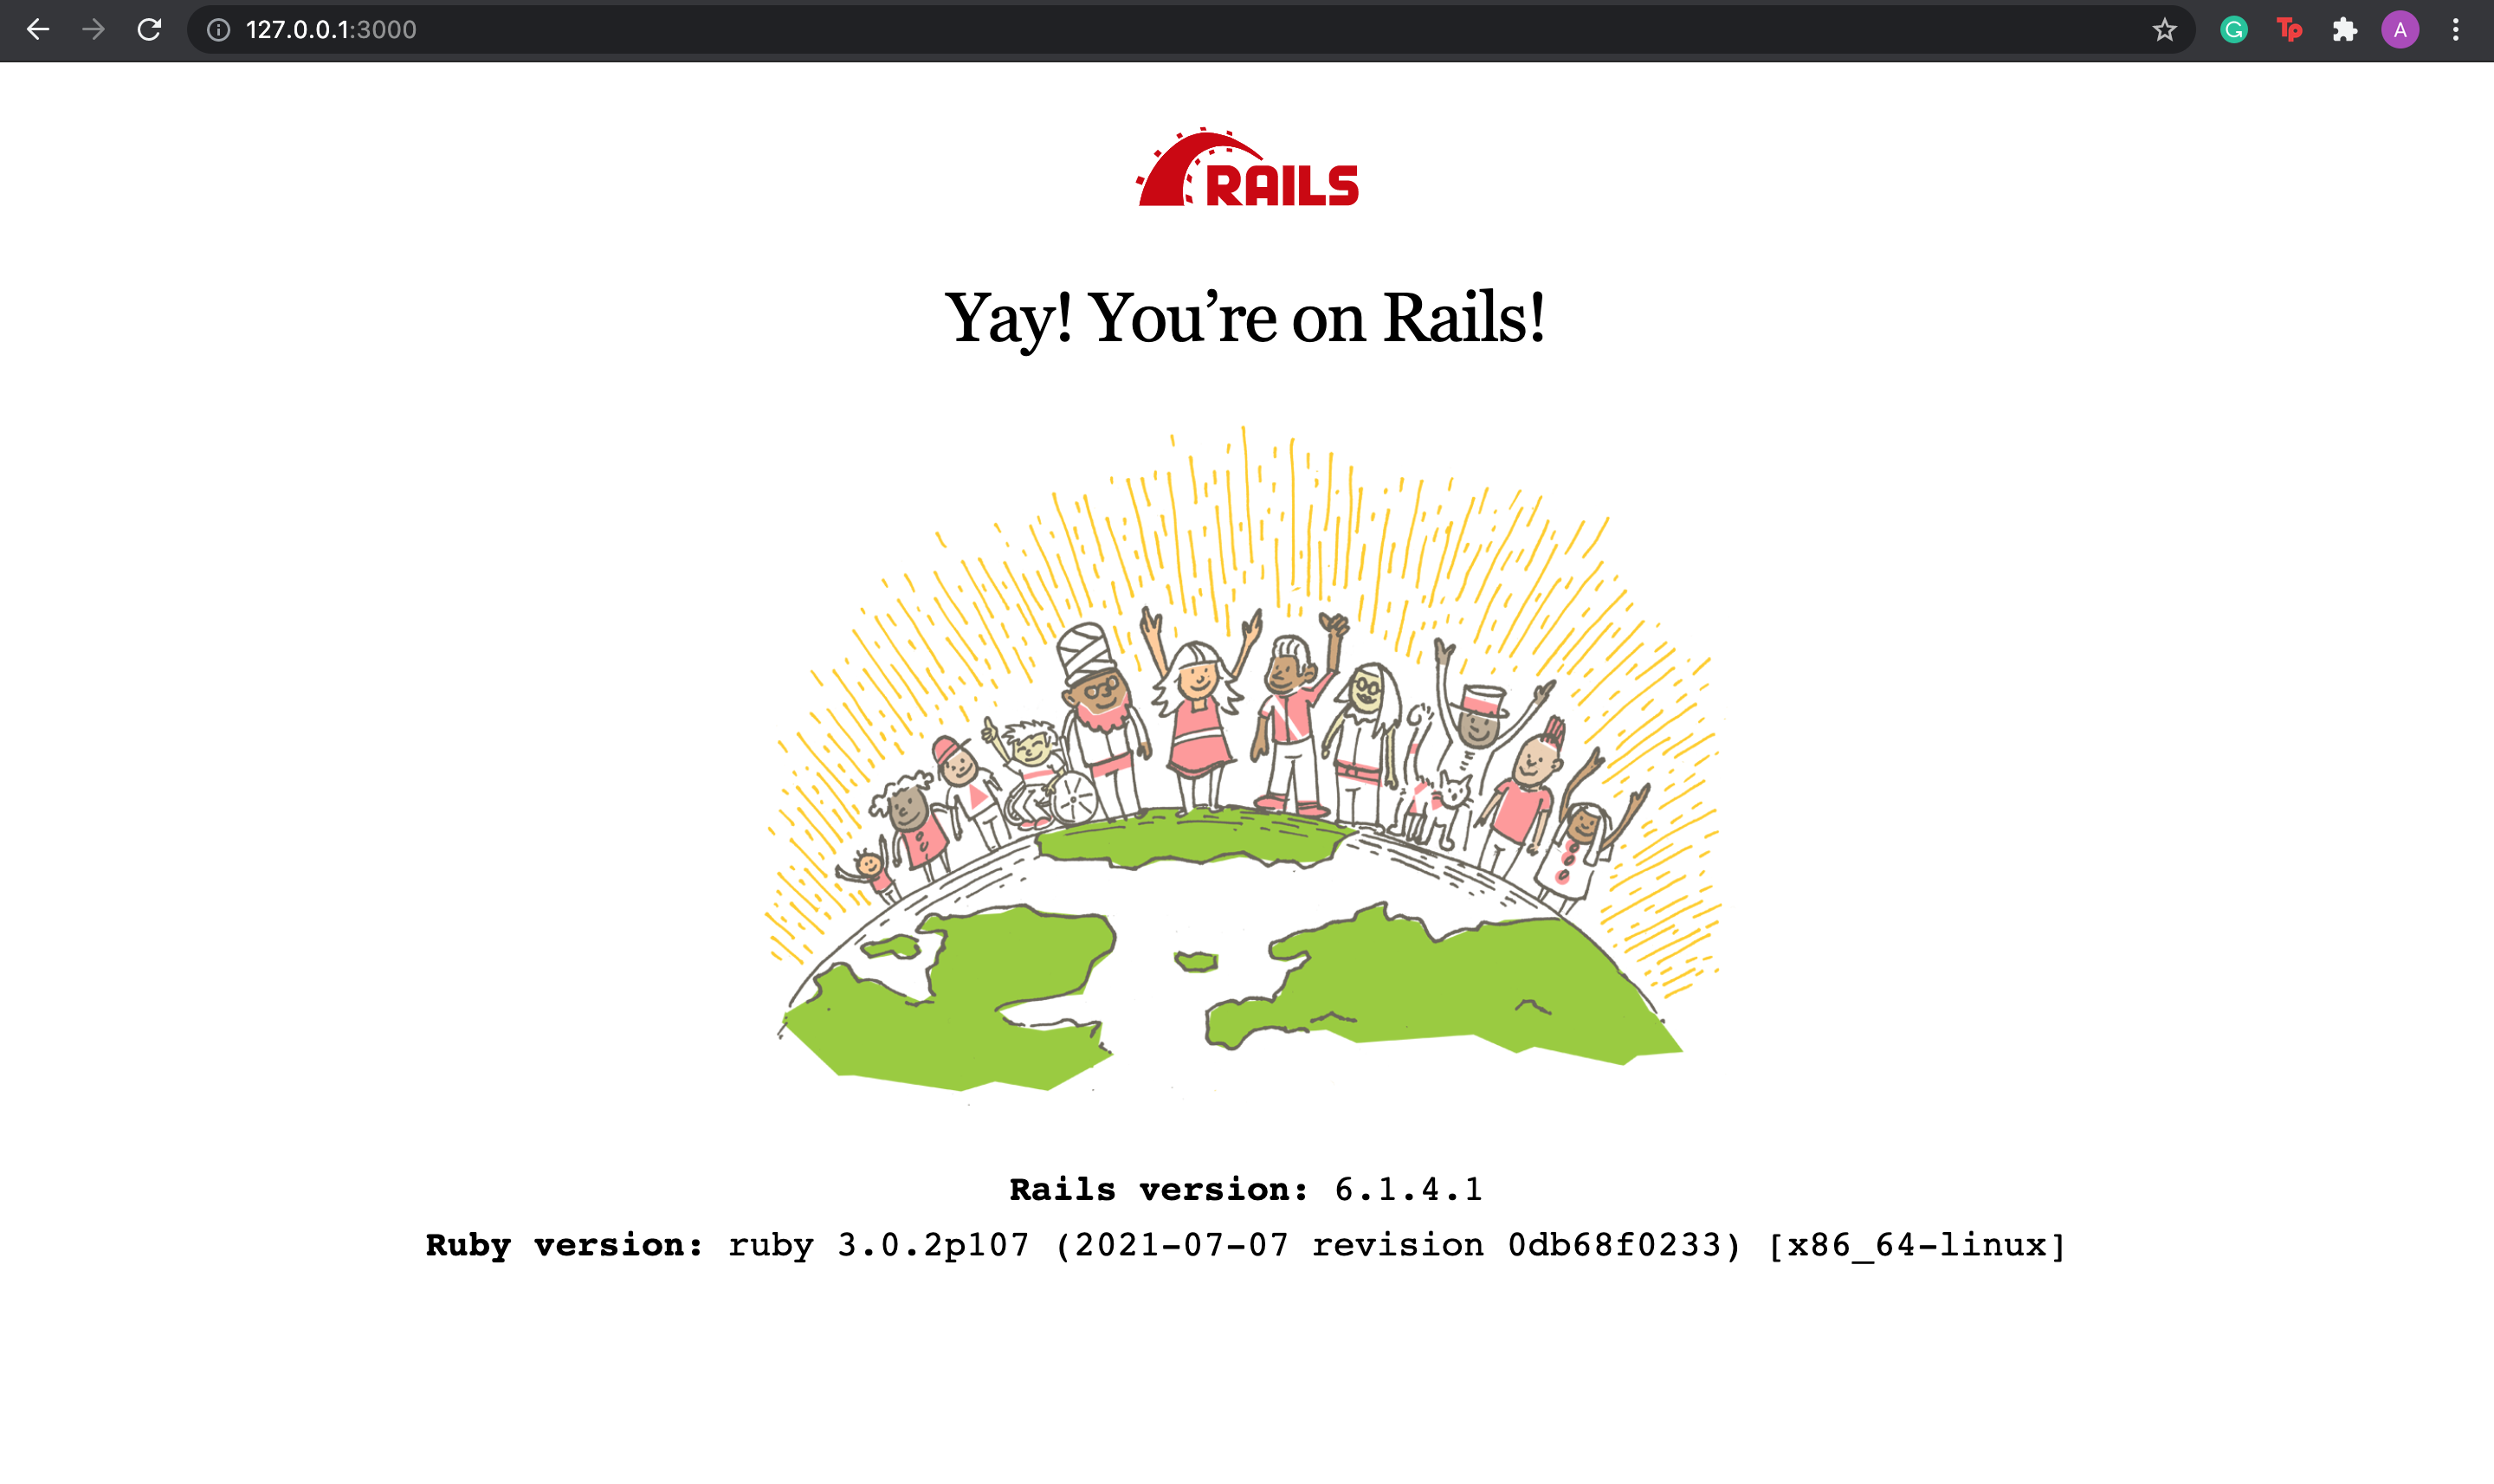 127.0.0.1:3000
G
Tp
A
RAILS
Yay! You’re on Rails!
Rails version: 6.1.4.1
Ruby version: ruby 3.0.2p107 (2021-07-07 revision 0db68f0233) [x86_64-linux]